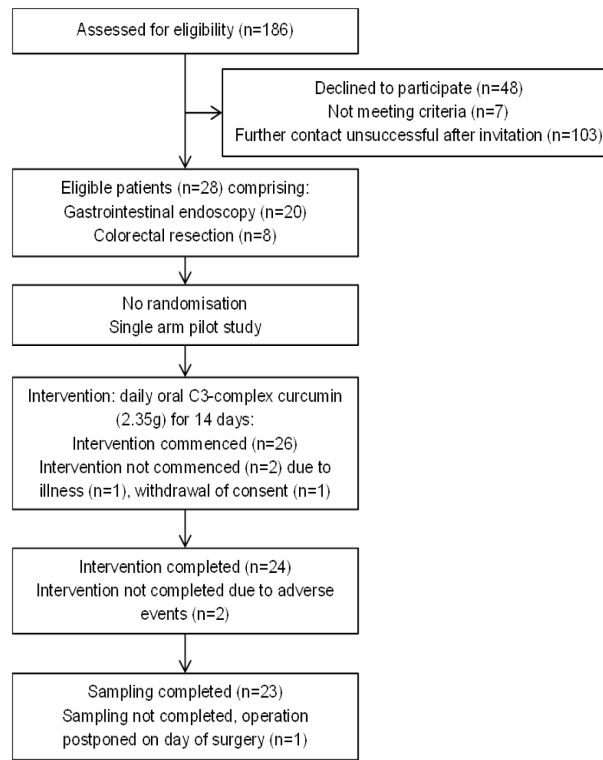 Assessed for eligibility (n=186)
Declined to participate (n=48)
Not meeting criteria (n=7)
Further contact unsuccessful after invitation (n=103)
Eligible patients (n=28) comprising:
Gastrointestinal endoscopy (n=20)
Colorectal resection (n=8)
No randomisation
Single arm pilot study
Intervention: daily oral C3-complex curcumin
(2.35g) for 14 days:
Intervention commenced (n=26)
Intervention not commenced (n=2) due to
illness (n=1), withdrawal of consent (n=1)
Intervention completed (n=24)
Intervention not completed due to adverse
events (n=2)
Sampling completed (n=23)
Sampling not completed, operation
postponed on day of surgery (n=1)